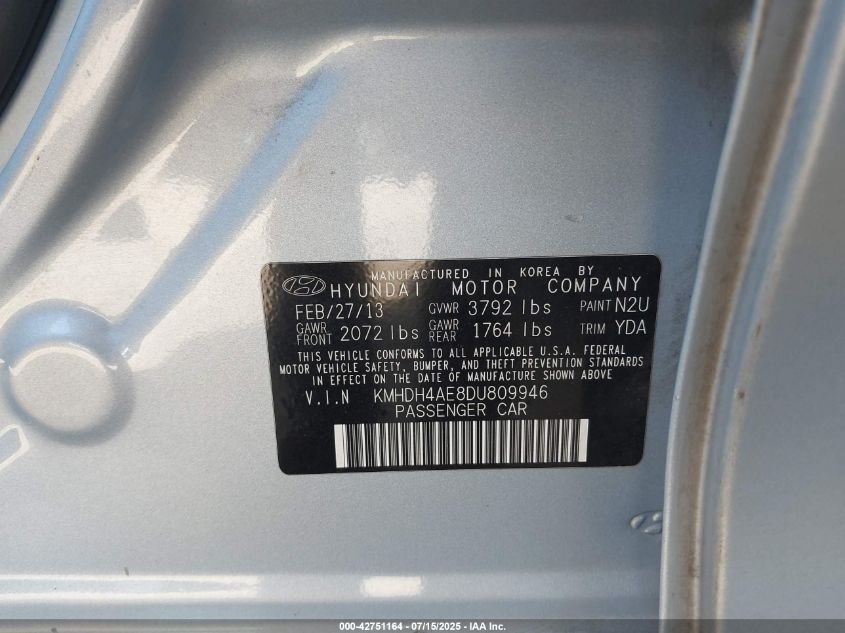 MANUFACTURED IN KOREA BY
HYUNDAI MOTOR COMPANY
FEB/27/13 GVWR 3792 lbs PAINT N2U
GAWR FRONT 2072 lbs GAWR REAR 1764 lbs TRIM YDA
THIS VEHICLE CONFORMS TO ALL APPLICABLE U.S.A. FEDERAL
MOTOR VEHICLE SAFETY, BUMPER, AND THEFT PREVENTION STANDARDS
IN EFFECT ON THE DATE OF MANUFACTURE SHOWN ABOVE
V.I.N KMHDH4AE8DU809946
PASSENGER CAR
000-42751164 - 07/15/2025 - IAA Inc.